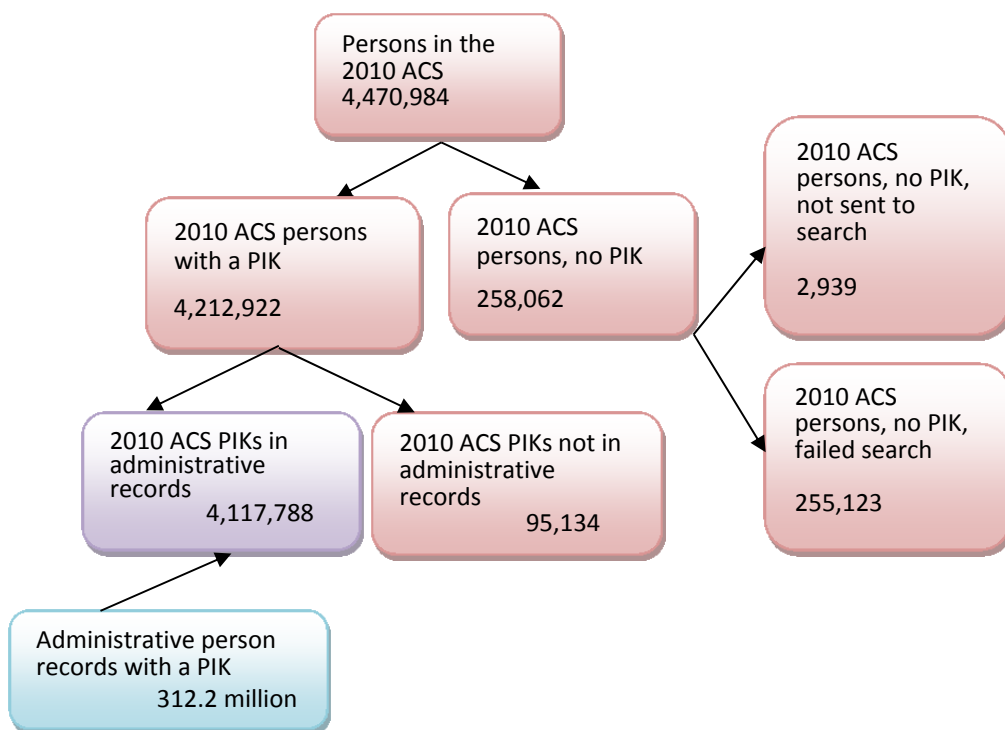 Persons in the
2010 ACS
4,470,984
2010 ACS persons
with a PIK
4,212,922
2010 ACS
persons, no PIK
258,062
2010 ACS
persons, no PIK,
not sent to
search
2,939
2010 ACS
persons, no PIK,
failed search
255,123
2010 ACS PIKs in
administrative
records
4,117,788
2010 ACS PIKs not in
administrative
records
95,134
Administrative person
records with a PIK
312.2 million